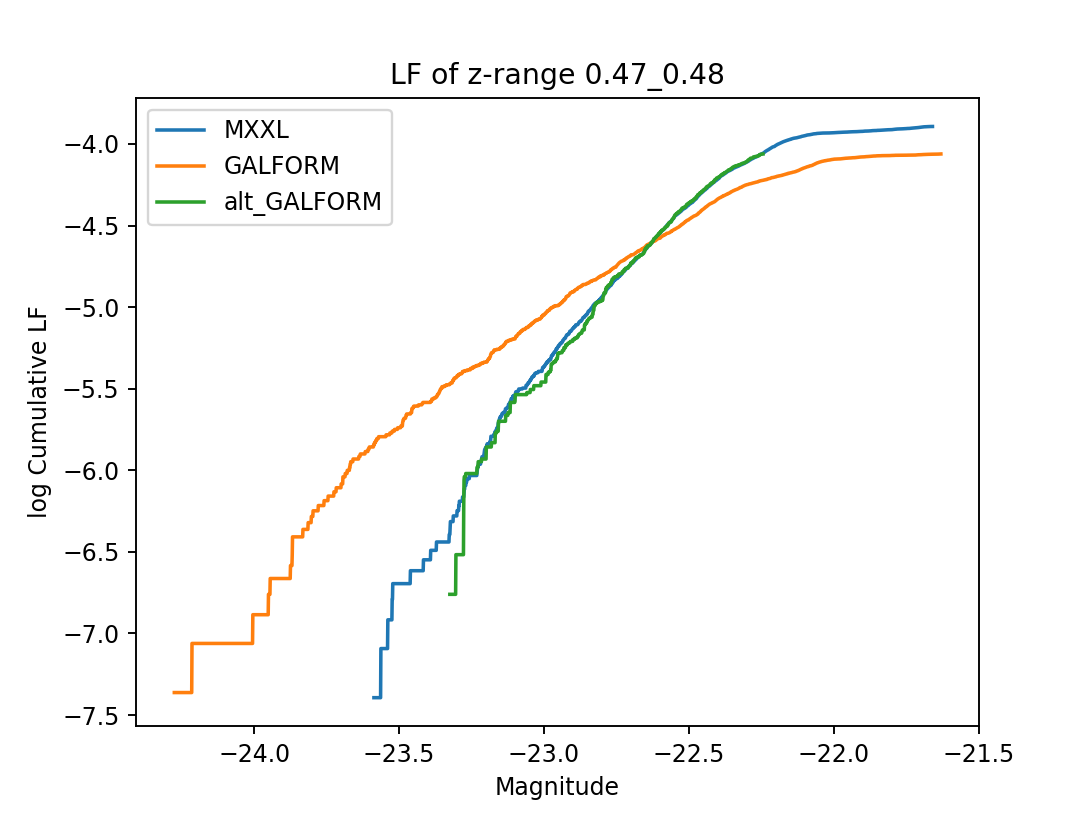 LF of z-range 0.47_0.48
MXXL
GALFORM
alt_GALFORM
−4.0
−4.5
−5.0
−5.5
−6.0
−6.5
−7.0
−7.5
log Cumulative LF
−24.0 −23.5 −23.0 −22.5 −22.0 −21.5
Magnitude